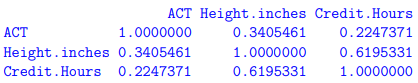 ACT Height.inches Credit.Hours
ACT 1.0000000 0.3405461 0.2247371
Height.inches 0.3405461 1.0000000 0.6195331
Credit.Hours 0.2247371 0.6195331 1.0000000